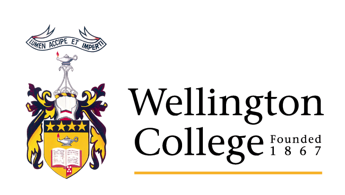 LUMEN ACCIPE ET IMPERTI
Wellington
College Founded
1867